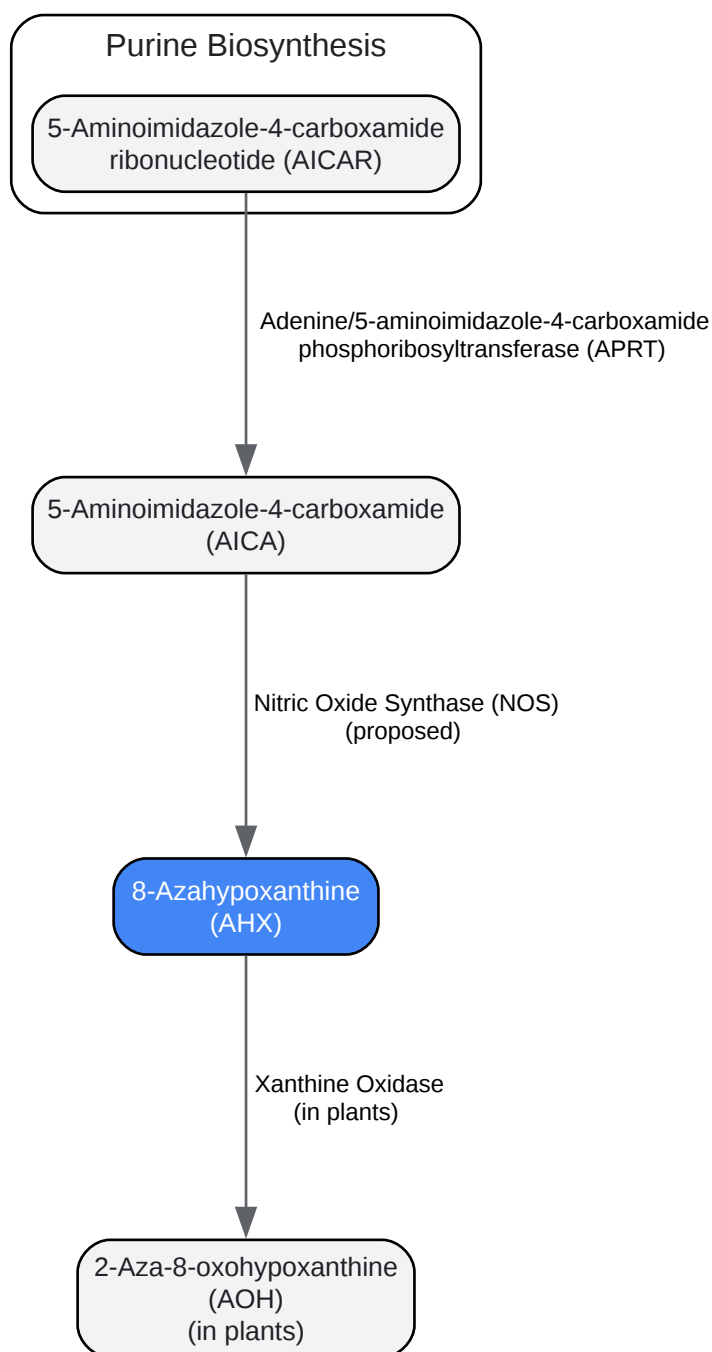 Purine Biosynthesis
5-Aminoimidazole-4-carboxamide
ribonucleotide (AICAR)
Adenine/5-aminoimidazole-4-carboxamide
phosphoribosyltransferase (APRT)
5-Aminoimidazole-4-carboxamide
(AICA)
Nitric Oxide Synthase (NOS)
(proposed)
8-Azahypoxanthine
(AHX)
Xanthine Oxidase
(in plants)
2-Aza-8-oxohypoxanthine
(AOH)
(in plants)